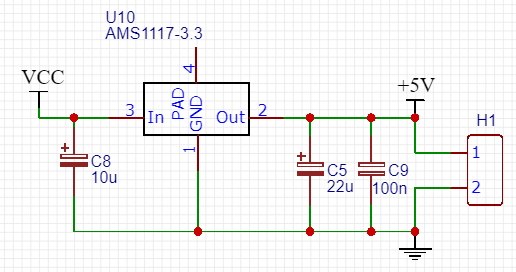 U10
AMS1117-3.3
VCC
+5V
4
3
In
PAD
GND
Out
2
1
H1
1
2
+
C8
10u
+
C5
22u
C9
100n